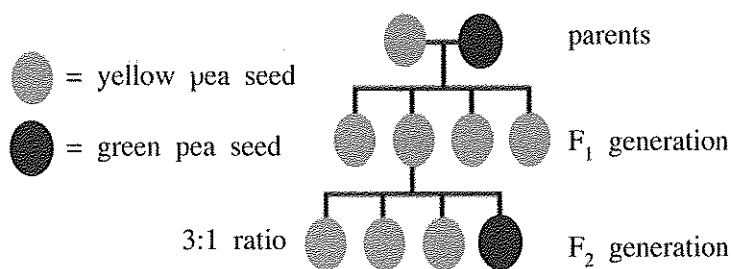 parents
= yellow pea seed
= green pea seed
F₁ generation
3:1 ratio
F₂ generation